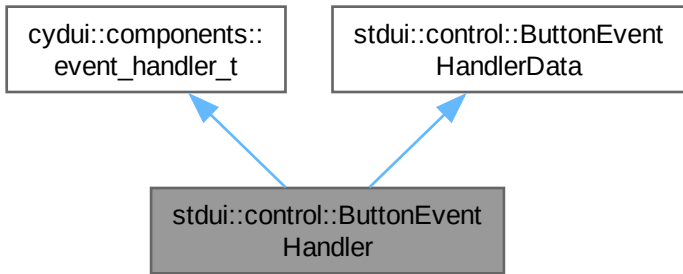 cydui::components::
event_handler_t
stdui::control::ButtonEvent
HandlerData
stdui::control::ButtonEvent
Handler